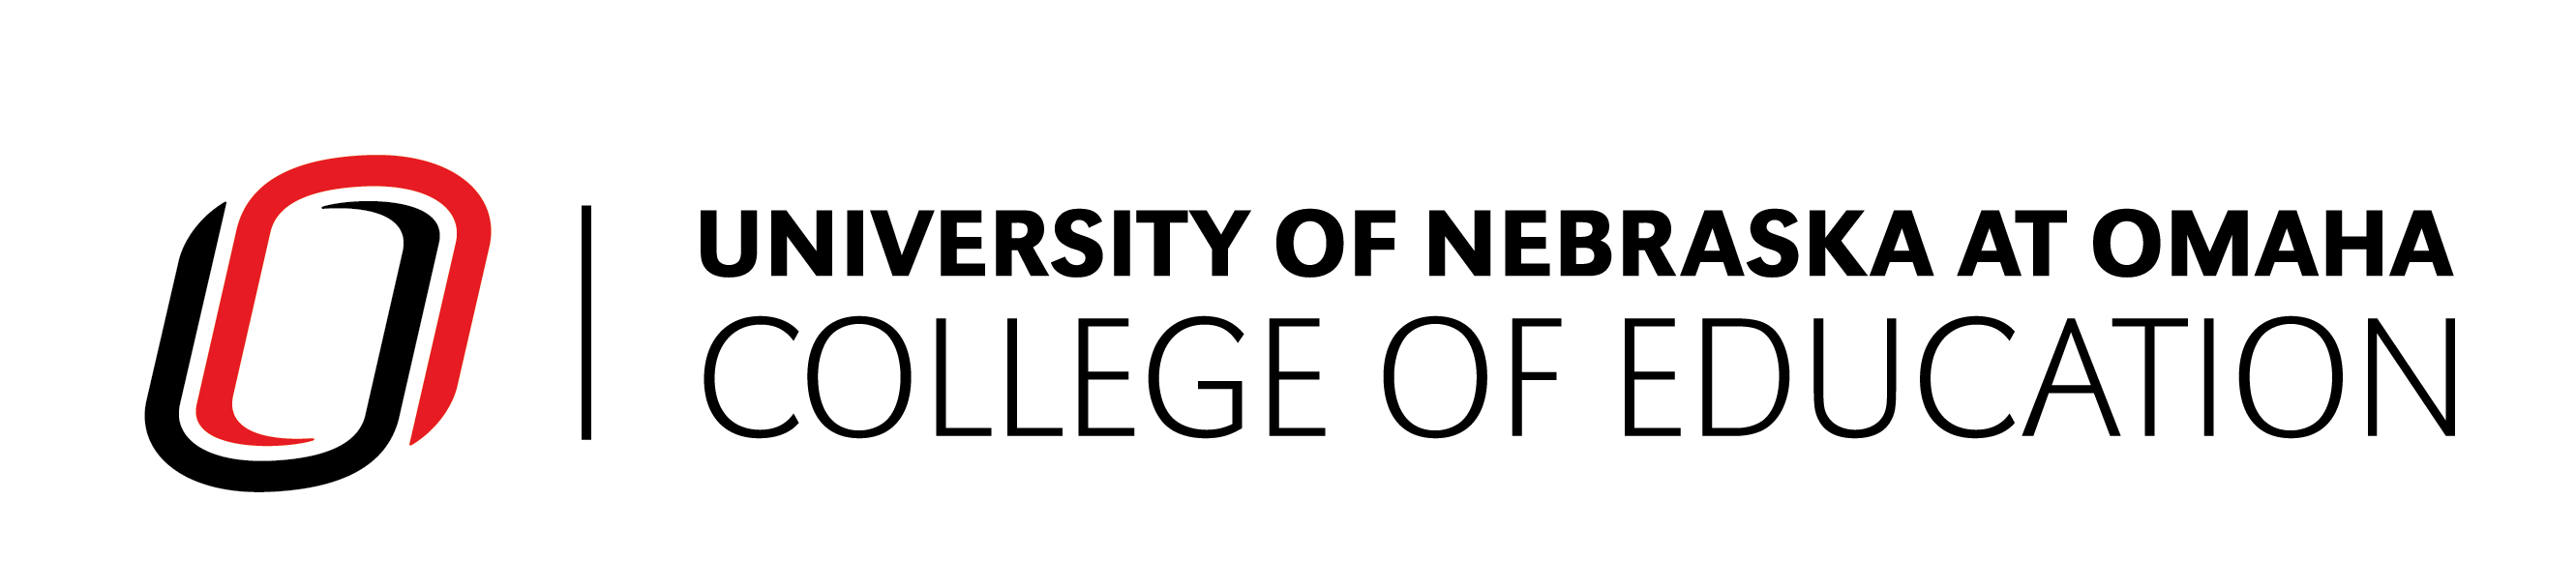 UNIVERSITY OF NEBRASKA AT OMAHA
COLLEGE OF EDUCATION